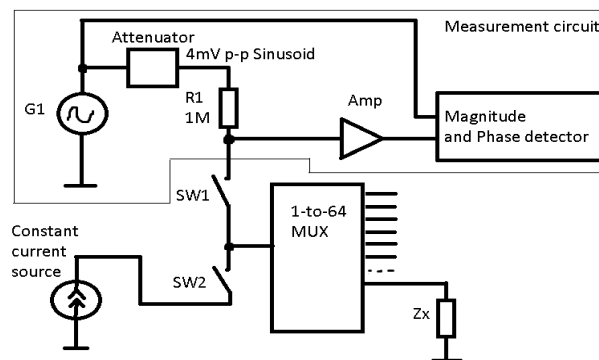 Measurement circuit
Attenuator
4mV p-p Sinusoid
G1
R1
1M
Amp
Magnitude
and Phase detector
SW1
1-to-64
MUX
Constant
current
source
SW2
Zx